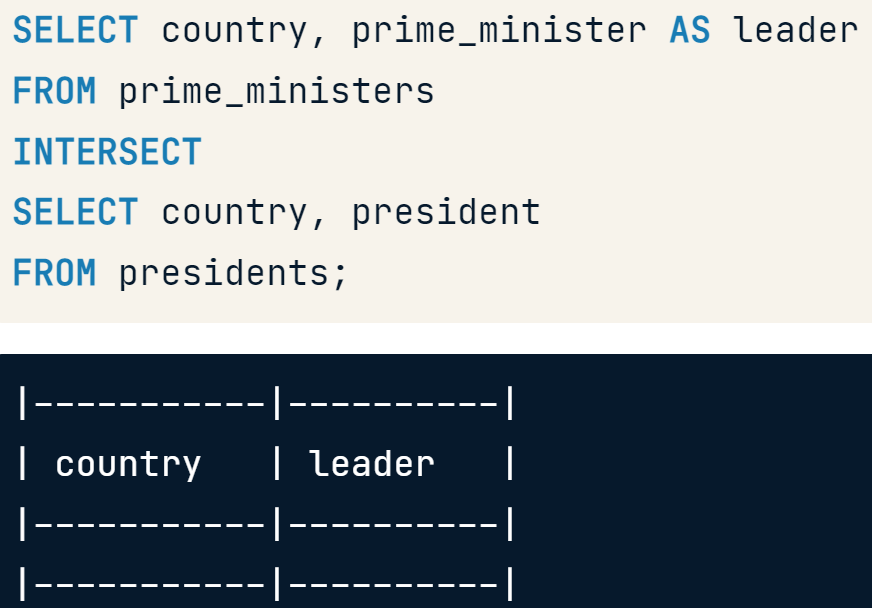 SELECT country, prime_minister AS leader
FROM prime_ministers
INTERSECT
SELECT country, president
FROM presidents;
|-----------|----------|
| country   | leader   |
|-----------|----------|
|-----------|----------|